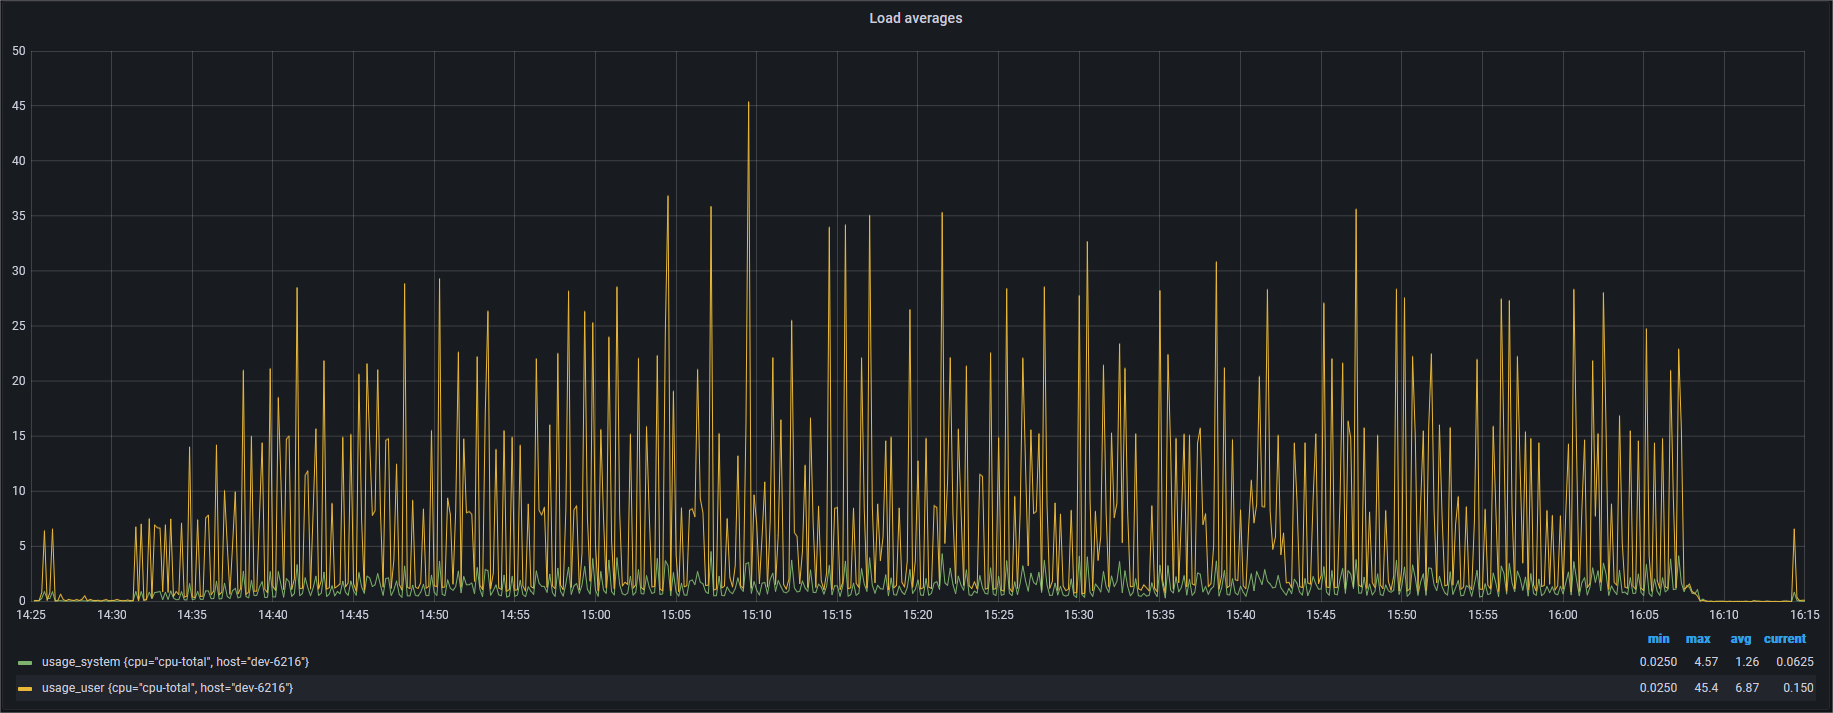 Load averages
50
45
40
35
30
25
20
15
10
5
0
14:25 14:30 14:35 14:40 14:45 14:50 14:55 15:00 15:05 15:10 15:15 15:20 15:25 15:30 15:35 15:40 15:45 15:50 15:55 16:00 16:05 16:10 16:15
min max avg current
usage_system {cpu="cpu-total", host="dev-6216"} 0.0250 4.57 1.26 0.0625
usage_user {cpu="cpu-total", host="dev-6216"} 0.0250 45.4 6.87 0.150